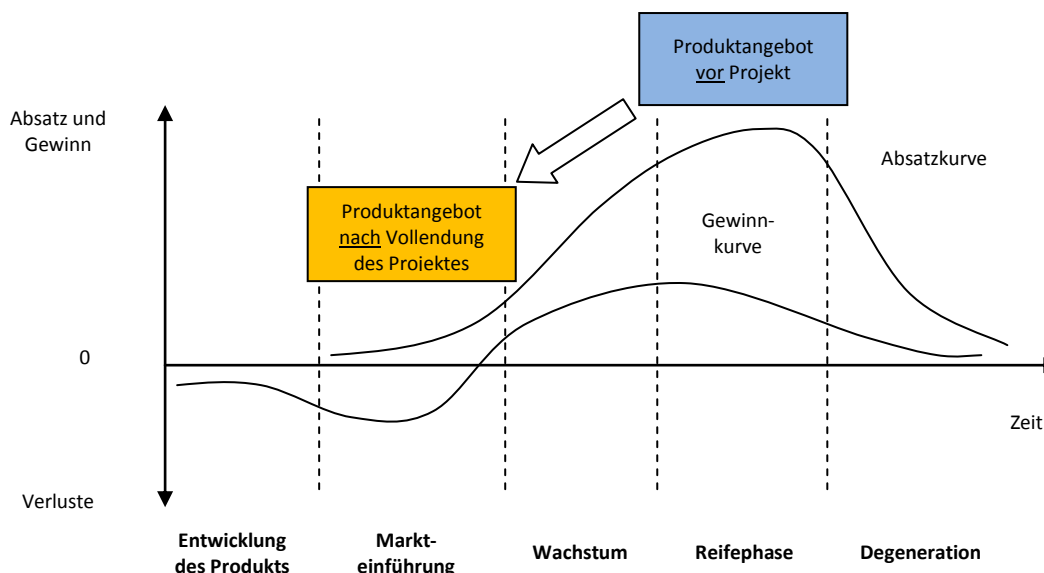 Produktangebot
vor Projekt
Absatz und
Gewinn
Absatzkurve
Produktangebot
nach Vollendung
des Projektes
Gewinn-
kurve
0
Zeit
Verluste
Entwicklung
des Produkts
Markt-
einführung
Wachstum
Reifephase
Degeneration